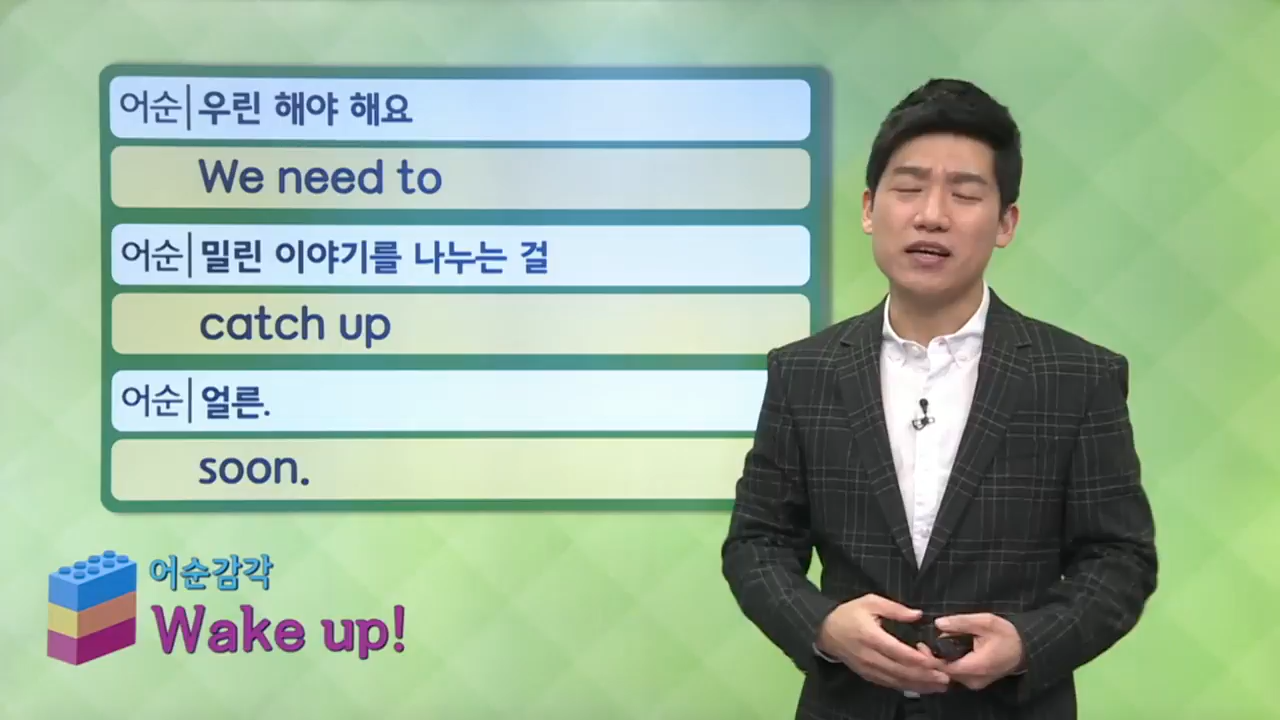 어순|우린 해야 해요
We need to
어순|밀린 이야기를 나누는 걸
catch up
어순|얼른.
soon.
어순감각
Wake up!